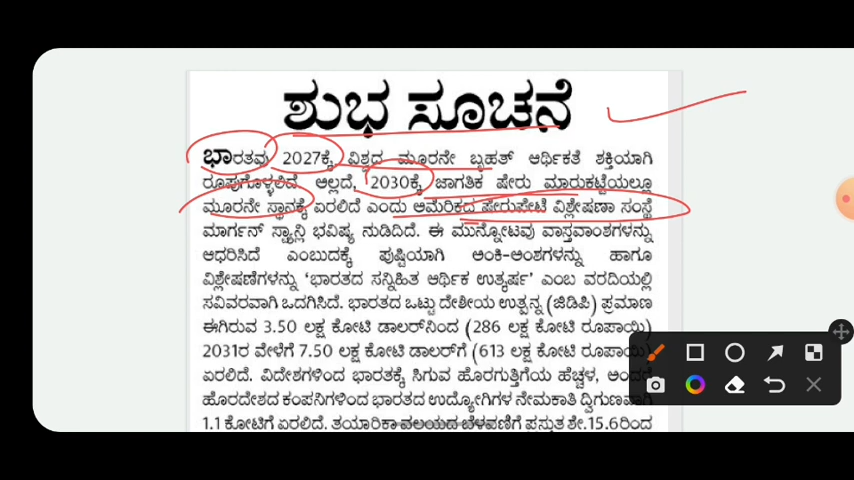 ಶುಭ ಸೂಚನೆ
ಭಾರತವು 2027ಕ್ಕೆ ವಿಶ್ವದ ಮೂರನೇ ಬೃಹತ್ ಆರ್ಥಿಕತೆ ಶಕ್ತಿಯಾಗಿ
ರೂಪುಗೊಳ್ಳಲಿದೆ. ಅಲ್ಲದೆ, 2030ಕ್ಕೆ ಜಾಗತಿಕ ಷೇರು ಮಾರುಕಟ್ಟೆಯಲ್ಲೂ
ಮೂರನೇ ಸ್ಥಾನಕ್ಕೆ ಏರಲಿದೆ ಎಂದು ಅಮೆರಿಕದ ಷೇರುಪೇಟೆ ವಿಶ್ಲೇಷಣಾ ಸಂಸ್ಥೆ
ಮಾರ್ಗನ್ ಸ್ಟ್ಯಾನ್ಲಿ ಭವಿಷ್ಯ ನುಡಿದಿದೆ. ಈ ಮುನ್ನೋಟವು ವಾಸ್ತವಾಂಶಗಳನ್ನು
ಆಧರಿಸಿದೆ ಎಂಬುದಕ್ಕೆ ಪುಷ್ಟಿಯಾಗಿ ಅಂಕಿ-ಅಂಶಗಳನ್ನು ಹಾಗೂ
ವಿಶ್ಲೇಷಣೆಗಳನ್ನು ‘ಭಾರತದ ಸನ್ನಿಹಿತ ಆರ್ಥಿಕ ಉತ್ಕರ್ಷ’ ಎಂಬ ವರದಿಯಲ್ಲಿ
ಸವಿವರವಾಗಿ ಒದಗಿಸಿದೆ. ಭಾರತದ ಒಟ್ಟು ದೇಶೀಯ ಉತ್ಪನ್ನ (ಜಿಡಿಪಿ) ಪ್ರಮಾಣ
ಈಗಿರುವ 3.50 ಲಕ್ಷ ಕೋಟಿ ಡಾಲರ್‌ನಿಂದ (286 ಲಕ್ಷ ಕೋಟಿ ರೂಪಾಯಿ)
2031ರ ವೇಳೆಗೆ 7.50 ಲಕ್ಷ ಕೋಟಿ ಡಾಲರ್‌ಗೆ (613 ಲಕ್ಷ ಕೋಟಿ
ಏರಲಿದೆ. ವಿದೇಶಗಳಿಂದ ಭಾರತಕ್ಕೆ ಸಿಗುವ ಹೊರಗುತ್ತಿಗೆಯ ಹೆಚ್ಚಳ,
ಹೊರದೇಶದ ಕಂಪನಿಗಳಿಂದ ಭಾರತದ ಉದ್ಯೋಗಿಗಳ ನೇಮಕಾತಿ ದ್ವಿಗುಣವಾಗಿ
1.1 ಕೋಟಿಗೆ ಏರಲಿದೆ. ತಯಾರಿಕಾ ವಲಯದ ಬೆಳವಣಿಗೆ ಪ್ರಸ್ತುತ ಶೇ.15.6ರಿಂದ